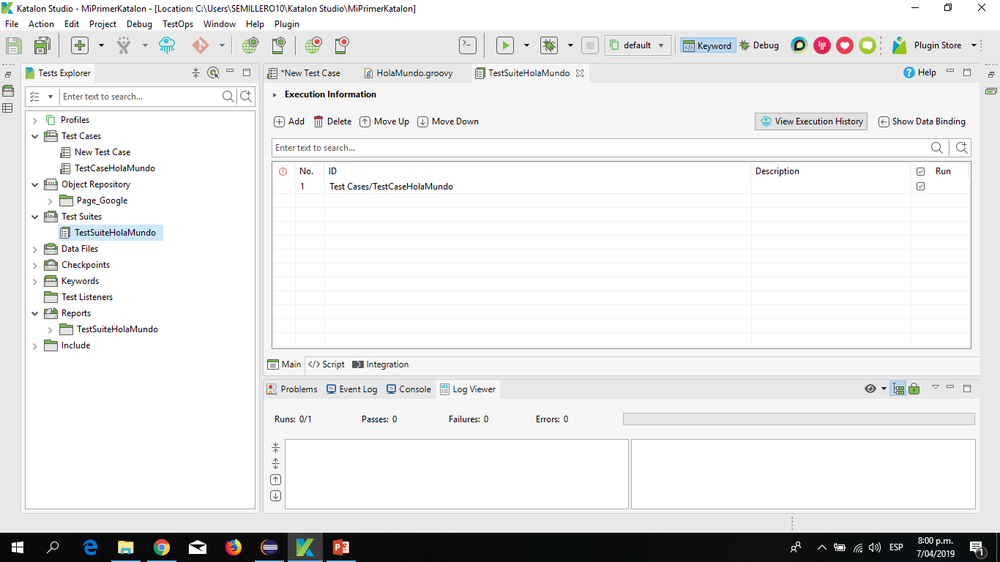 Katalon Studio - MiPrimerKatalon - [Location: C:\Users\SEMILLERO10\Katalon Studio\MiPrimerKatalon]
File Action Edit Project Debug TestOps Window Help Plugin
default Keyword Debug Plugin Store
Tests Explorer
Enter text to search...
Profiles
Test Cases
New Test Case
TestCaseHolaMundo
Object Repository
Page_Google
Test Suites
TestSuiteHolaMundo
Data Files
Checkpoints
Keywords
Test Listeners
Reports
TestSuiteHolaMundo
Include
*New Test Case HolaMundo.groovy TestSuiteHolaMundo Help
Execution Information
Add Delete Move Up Move Down View Execution History Show Data Binding
Enter text to search...
No. ID Description Run
1 Test Cases/TestCaseHolaMundo
Main </> Script Integration
Problems Event Log Console Log Viewer
Runs: 0/1 Passes: 0 Failures: 0 Errors: 0
ESP
8:00 p.m.
7/04/2019
1